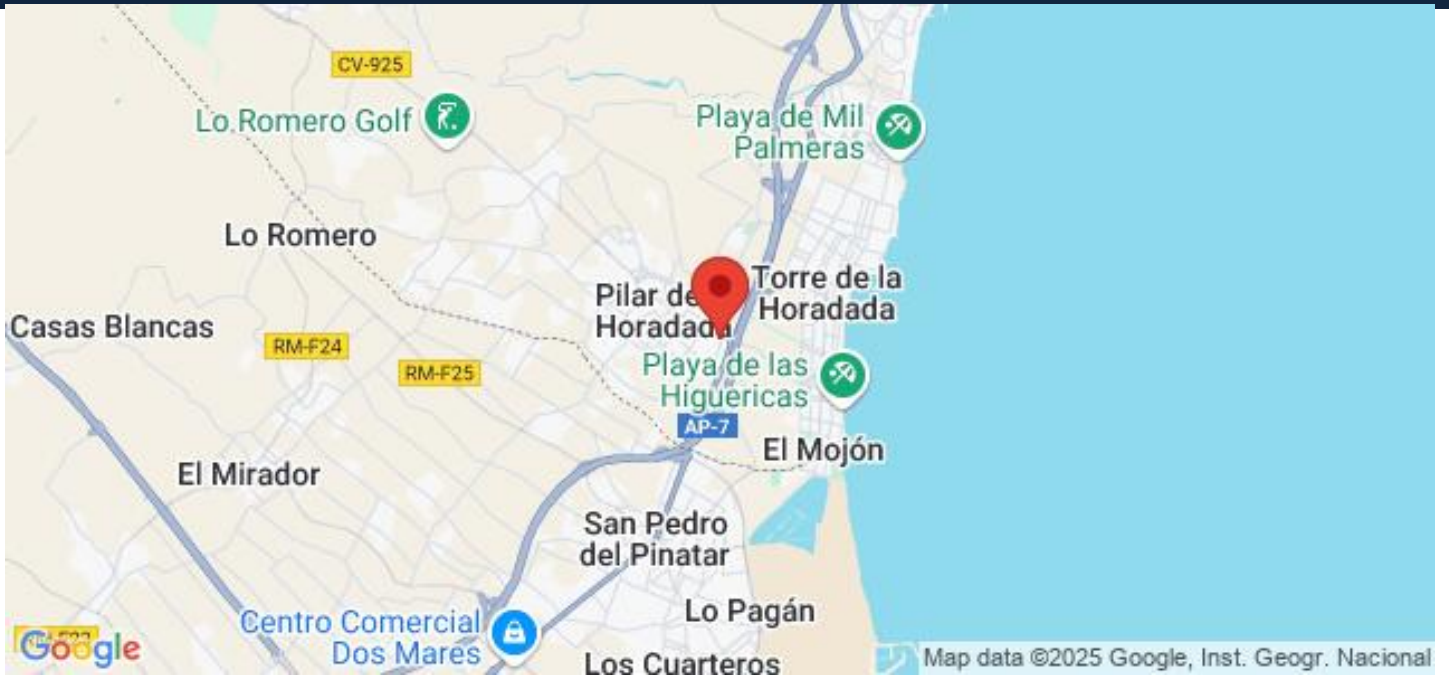 CV-925
Lo Romero Golf
Playa de Mil
Palmeras
Lo Romero
Torre de la
Horadada
Pilar de
Horadada
Casas Blancas
RM-F24
RM-F25
Playa de las
Higuericas
AP-7
El Mojón
El Mirador
San Pedro
del Pinatar
Lo Pagán
Centro Comercial
Dos Mares
Los Cuarteros
Google
Map data ©2025 Google, Inst. Geogr. Nacional